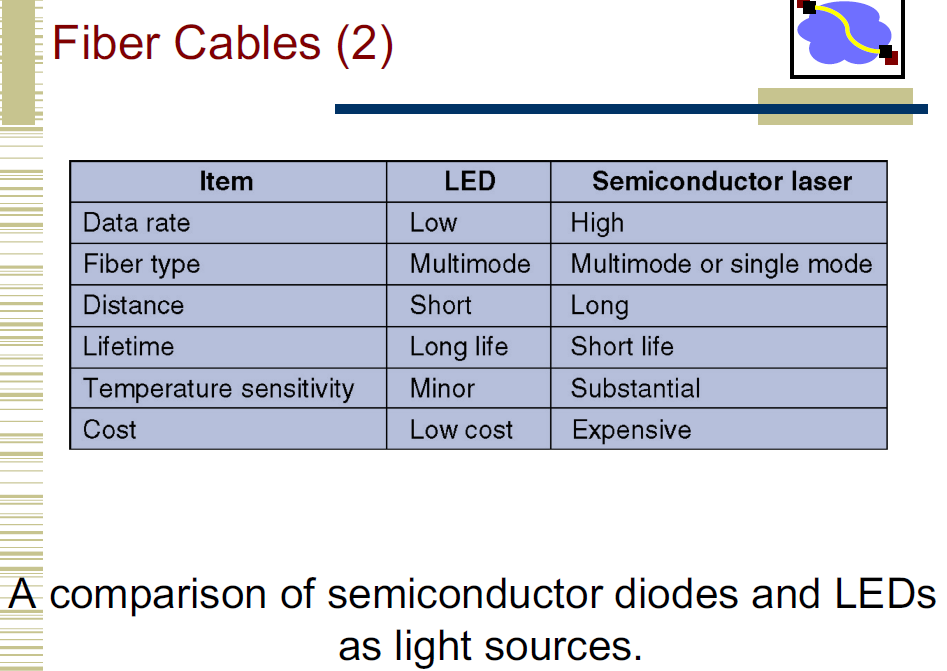 Fiber Cables (2)
Item LED Semiconductor laser
Data rate Low High
Fiber type Multimode Multimode or single mode
Distance Short Long
Lifetime Long life Short life
Temperature sensitivity Minor Substantial
Cost Low cost Expensive
A comparison of semiconductor diodes and LEDs
as light sources.